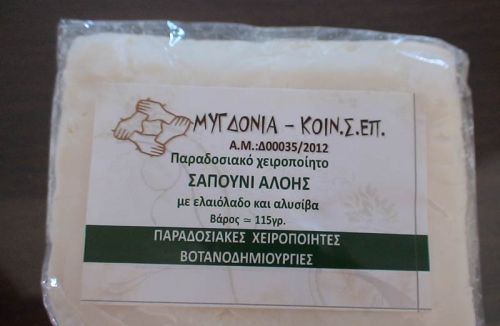 ΜΥΓΔΟΝΙΑ – ΚΟΙΝ.Σ.ΕΠ.
Α.Μ.:Δ00035/2012
Παραδοσιακό χειροποίητο
ΣΑΠΟΥΝΙ ΑΛΟΗΣ
με ελαιόλαδο και αλυσίβα
Βάρος ≃ 115γρ.
ΠΑΡΑΔΟΣΙΑΚΕΣ ΧΕΙΡΟΠΟΙΗΤΕΣ
ΒΟΤΑΝΟΔΗΜΙΟΥΡΓΙΕΣ